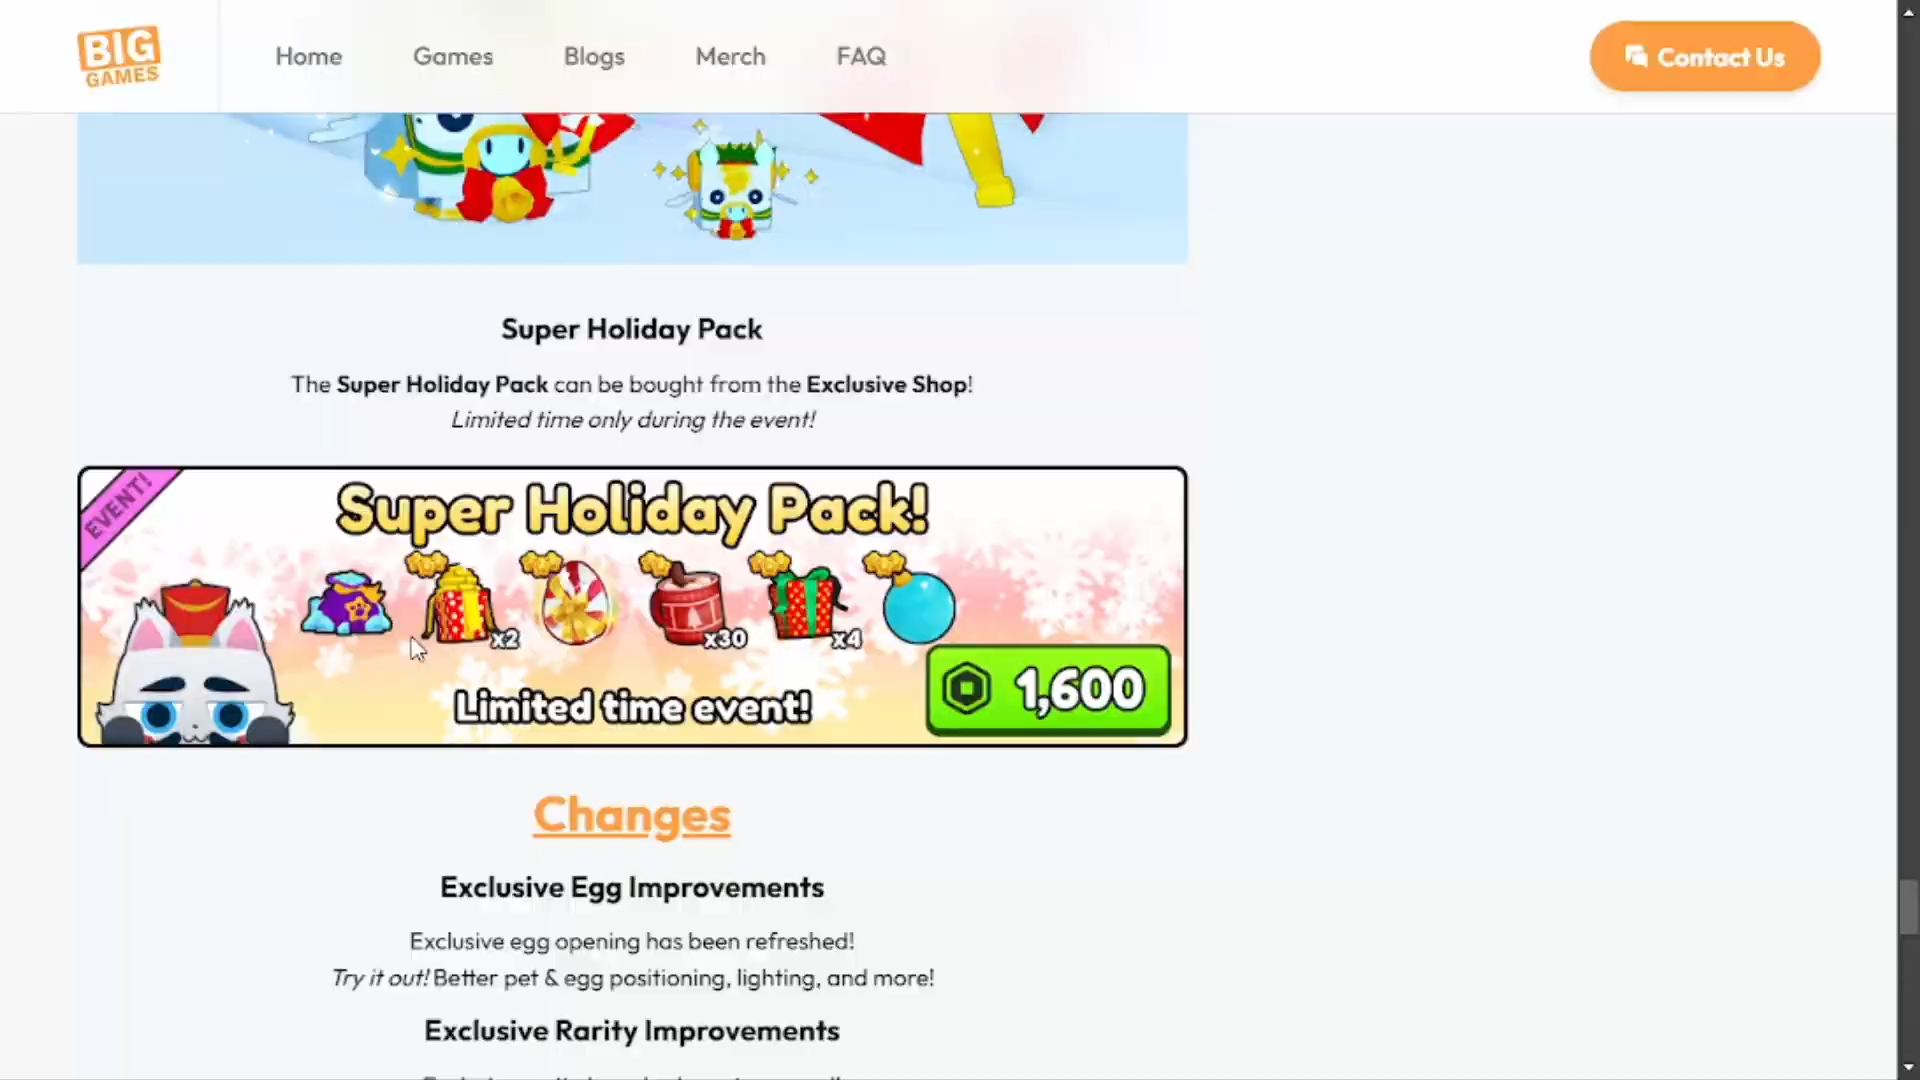 BIG
GAMES
Home
Games
Blogs
Merch
FAQ
Contact Us
Super Holiday Pack
The Super Holiday Pack can be bought from the Exclusive Shop!
Limited time only during the event!
EVENT!
Super Holiday Pack!
x2
x30
x4
Limited time event!
1,600
Changes
Exclusive Egg Improvements
Exclusive egg opening has been refreshed!
Try it out! Better pet & egg positioning, lighting, and more!
Exclusive Rarity Improvements